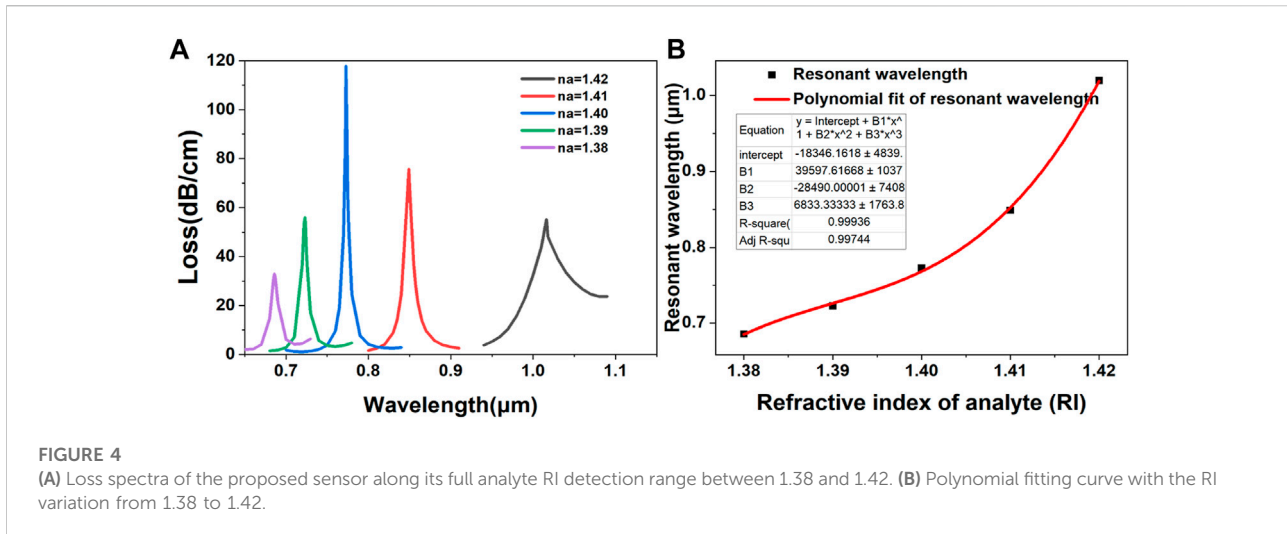 A
Loss(dB/cm)
120
100
80
60
40
20
0
na=1.42
na=1.41
na=1.40
na=1.39
na=1.38
0.7 0.8 0.9 1.0 1.1
Wavelength(μm)
B
Resonant wavelength (μm)
1.0
0.9
0.8
0.7
Resonant wavelength
Polynomial fit of resonant wavelength
Equation y = Intercept + B1*x^
1 + B2*x^2 + B3*x^3
intercept -18346.1618 ± 4839.
B1 39597.61668 ± 1037
B2 -28490.00001 ± 7408
B3 6833.33333 ± 1763.8
R-square( 0.99936
Adj R-squ 0.99744
1.38 1.39 1.40 1.41 1.42
Refractive index of analyte (RI)
FIGURE 4
(A) Loss spectra of the proposed sensor along its full analyte RI detection range between 1.38 and 1.42. (B) Polynomial fitting curve with the RI
variation from 1.38 to 1.42.